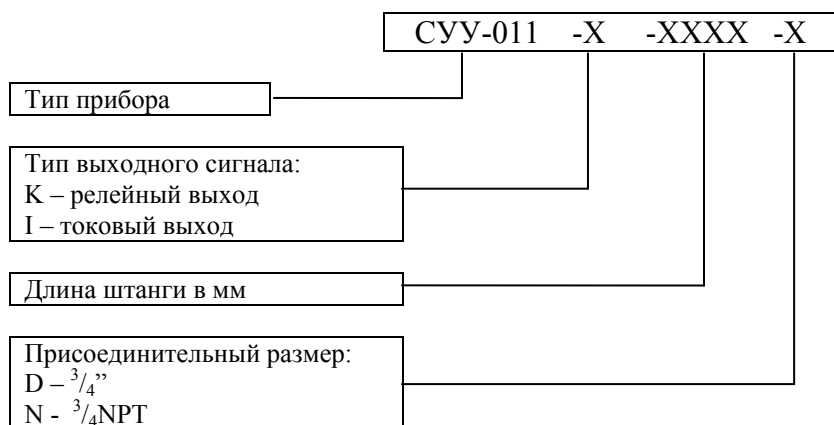 СУУ-011 -X -XXXX -X
Тип прибора
Тип выходного сигнала:
K – релейный выход
I – токовый выход
Длина штанги в мм
Присоединительный размер:
D – 3/4”
N - 3/4NPT